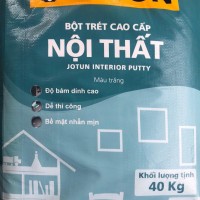 BỘT TRÉT CAO CẤP
NỘI THẤT
JOTUN INTERIOR PUTTY
Màu trắng
Độ bám dính cao
Dễ thi công
Bề mặt nhẵn mịn
Khối lượng tịnh
40 Kg